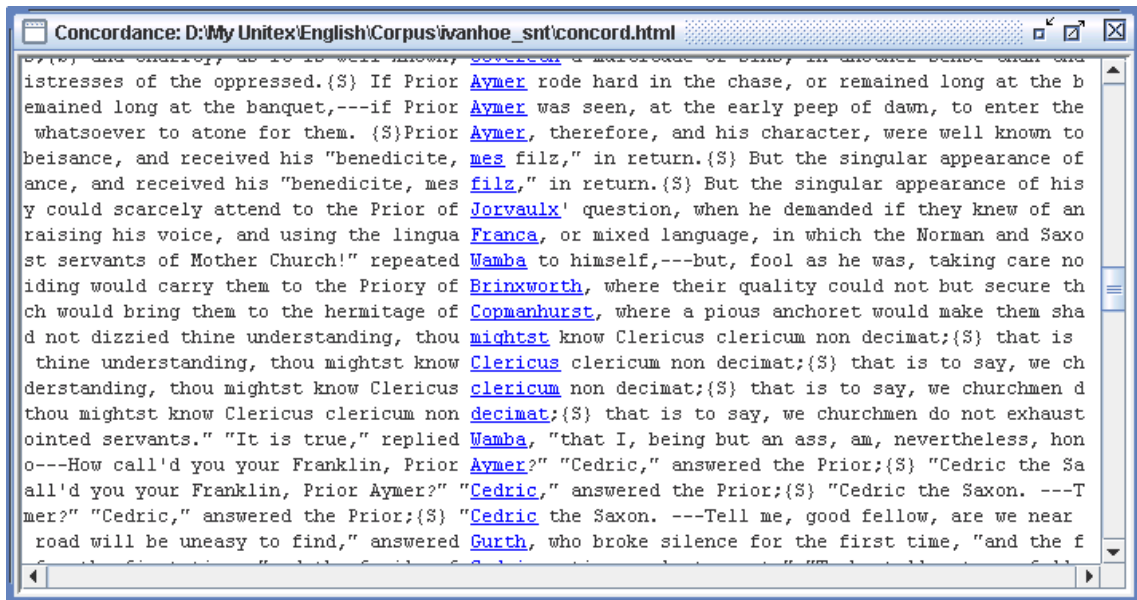 Concordance: D:\My Unitex\English\Corpus\ivanhoe_snt\concord.html
istresses of the oppressed.{S} If Prior Aymer rode hard in the chase, or remained long at the b
emained long at the banquet,---if Prior Aymer was seen, at the early peep of dawn, to enter the
whatsoever to atone for them. {S}Prior Aymer, therefore, and his character, were well known to
beisance, and received his "benedicite, mes filz," in return.{S} But the singular appearance of
ance, and received his "benedicite, mes filz," in return.{S} But the singular appearance of his
y could scarcely attend to the Prior of Jorvaulx' question, when he demanded if they knew of an
raising his voice, and using the lingua Franca, or mixed language, in which the Norman and Saxo
st servants of Mother Church!" repeated Wamba to himself,---but, fool as he was, taking care no
iding would carry them to the Priory of Brinxworth, where their quality could not but secure th
ch would bring them to the hermitage of Copmanhurst, where a pious anchoret would make them sha
d not dizzied thine understanding, thou mightst know Clericus clericum non decimat;{S} that is
thine understanding, thou mightst know Clericus clericum non decimat;{S} that is to say, we ch
derstanding, thou mightst know Clericus clericum non decimat;{S} that is to say, we churchmen d
thou mightst know Clericus clericum non decimat;{S} that is to say, we churchmen do not exhaust
ointed servants." "It is true," replied Wamba, "that I, being but an ass, am, nevertheless, hon
o---How call'd you your Franklin, Prior Aymer?" "Cedric," answered the Prior;{S} "Cedric the Sa
all'd you your Franklin, Prior Aymer?" "Cedric," answered the Prior;{S} "Cedric the Saxon. ---T
mer?" "Cedric," answered the Prior;{S} "Cedric the Saxon. ---Tell me, good fellow, are we near
road will be uneasy to find," answered Gurth, who broke silence for the first time, "and the f